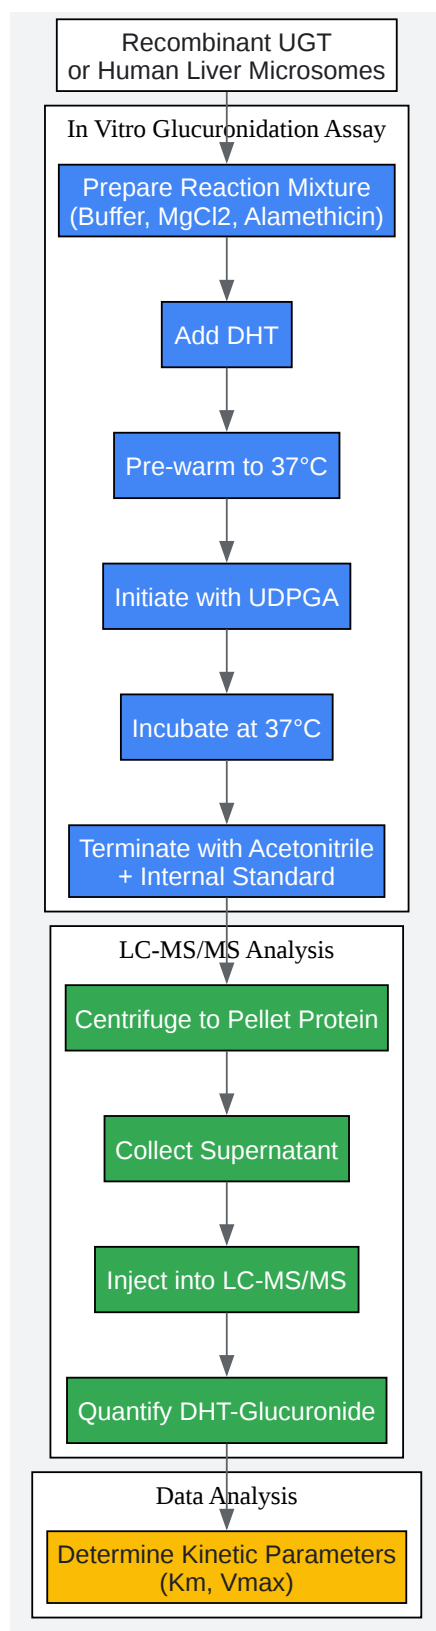 Recombinant UGT
or Human Liver Microsomes
In Vitro Glucuronidation Assay
Prepare Reaction Mixture
(Buffer, MgCl2, Alamethicin)
Add DHT
Pre-warm to 37°C
Initiate with UDPGA
Incubate at 37°C
Terminate with Acetonitrile
+ Internal Standard
LC-MS/MS Analysis
Centrifuge to Pellet Protein
Collect Supernatant
Inject into LC-MS/MS
Quantify DHT-Glucuronide
Data Analysis
Determine Kinetic Parameters
(Km, Vmax)